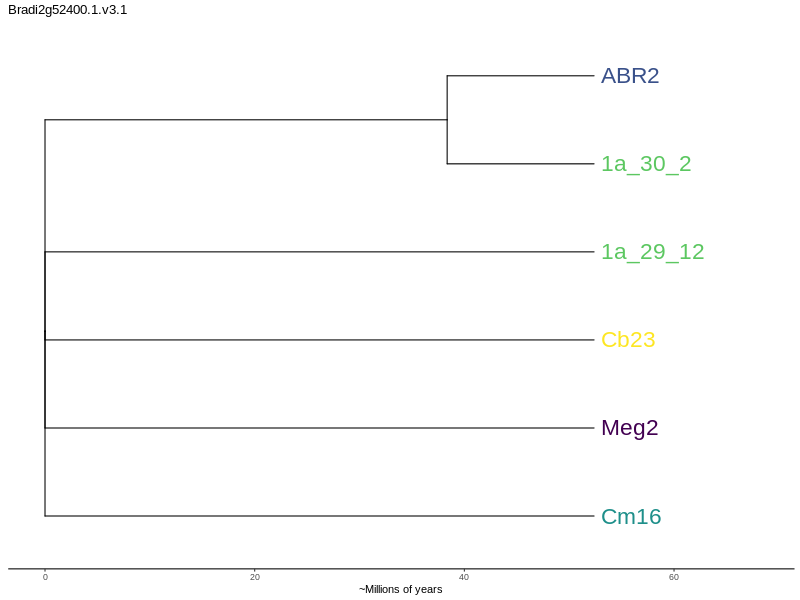 Bradi2g52400.1.v3.1
ABR2
1a_30_2
1a_29_12
Cb23
Meg2
Cm16
0 20 40 60
~Millions of years